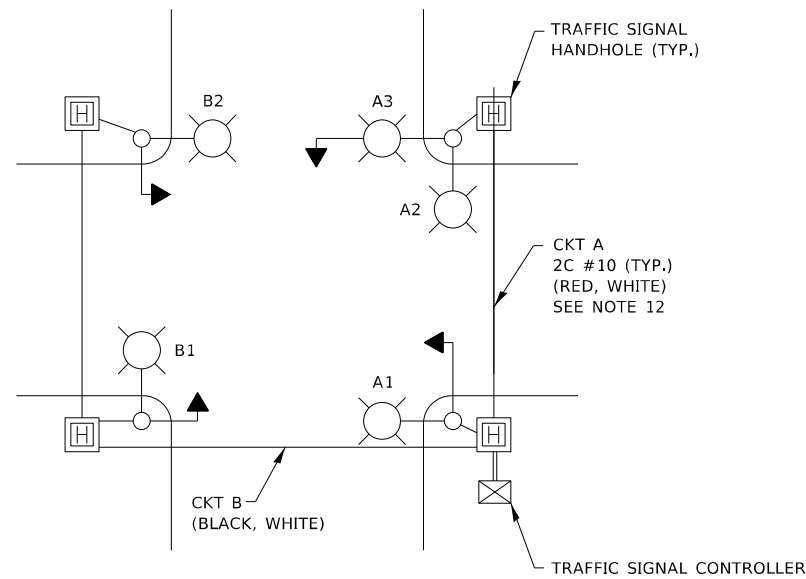 TRAFFIC SIGNAL
HANDHOLE (TYP.)
H
B2
A3
H
A2
CKT A
2C #10 (TYP.)
(RED, WHITE)
SEE NOTE 12
B1
A1
H
H
CKT B
(BLACK, WHITE)
TRAFFIC SIGNAL CONTROLLER